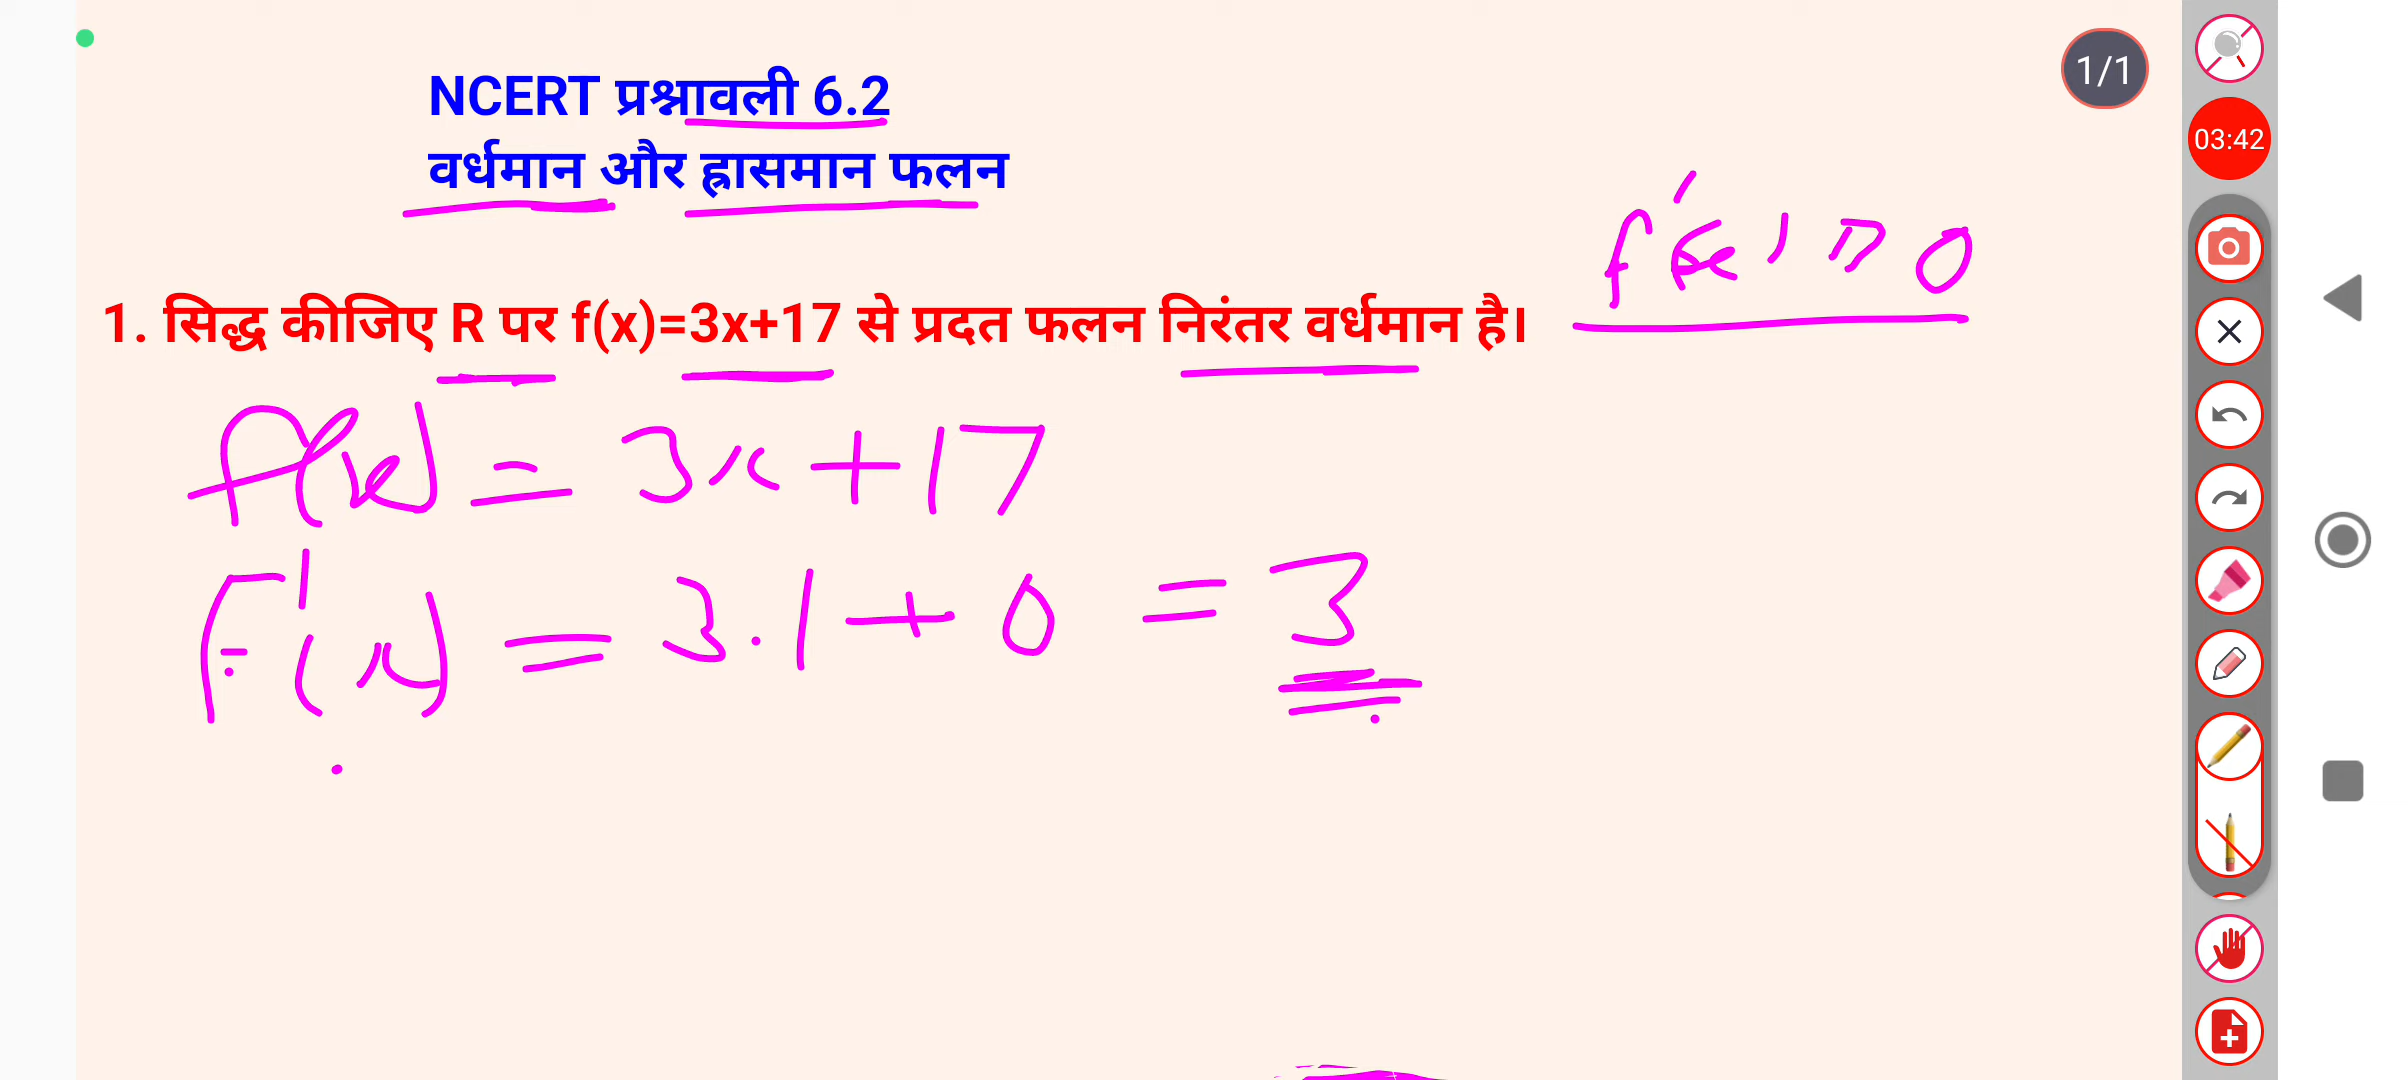 NCERT प्रश्नावली 6.2
1/1
वर्धमान और ह्रासमान फलन
03:42
f'(x) > 0
1. सिद्ध कीजिए R पर f(x)=3x+17 से प्रदत फलन निरंतर वर्धमान है।
f(x) = 3x+17
F'(x) = 3.1+0 = 3